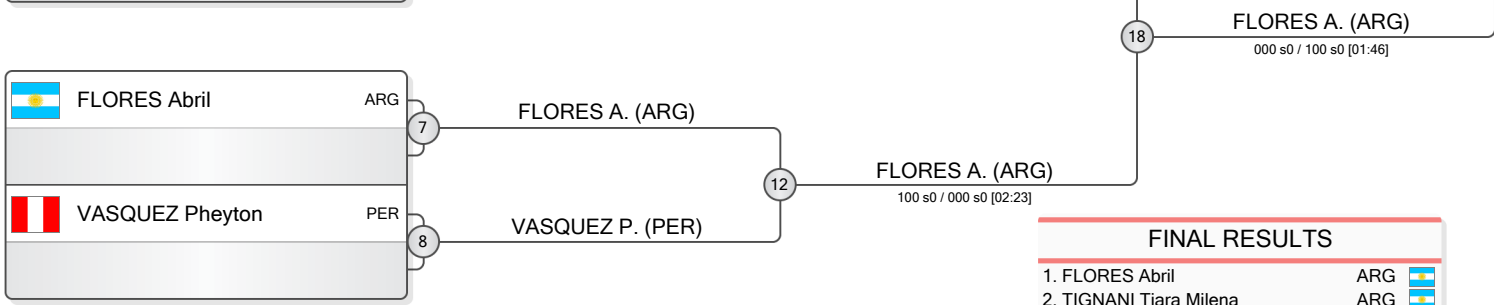 FLORES A. (ARG)
18
000 s0 / 100 s0 [01:46]
FLORES Abril ARG
7
FLORES A. (ARG)
12
FLORES A. (ARG)
100 s0 / 000 s0 [02:23]
VASQUEZ Pheyton PER
8
VASQUEZ P. (PER)
FINAL RESULTS
1. FLORES Abril ARG
2. TIGNANI Tiara Milena ARG